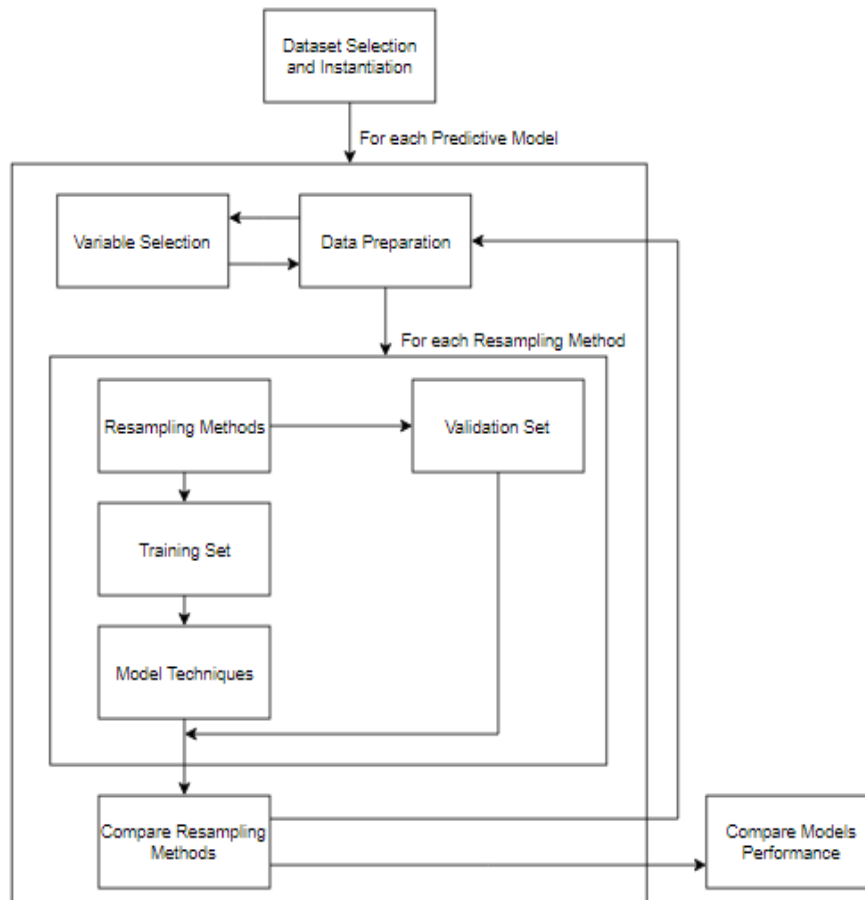 Dataset Selection
and Instantiation
For each Predictive Model
Variable Selection
Data Preparation
For each Resampling Method
Resampling Methods
Validation Set
Training Set
Model Techniques
Compare Resampling
Methods
Compare Models
Performance